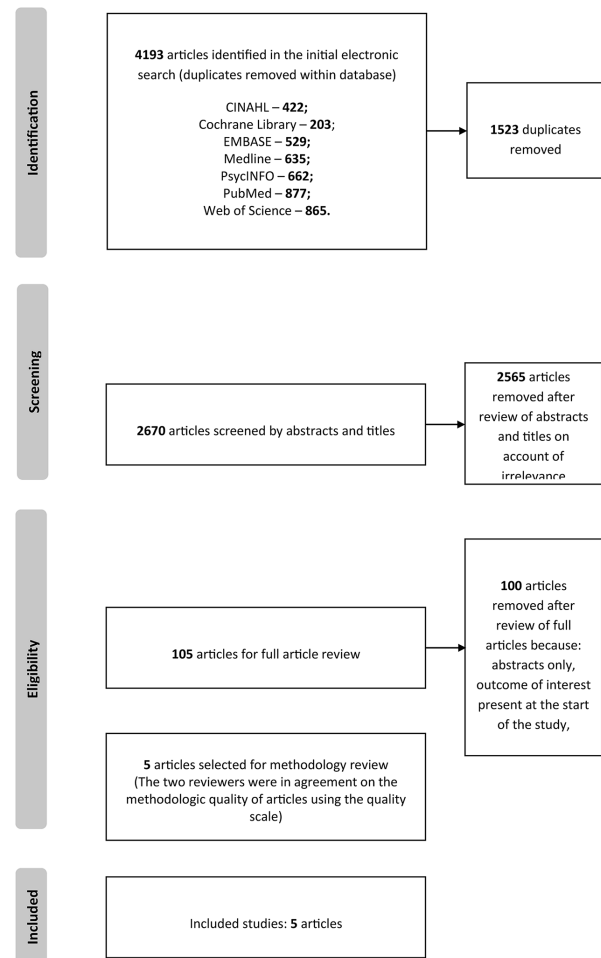 Identification
4193 articles identified in the initial electronic
search (duplicates removed within database)
CINAHL – 422;
Cochrane Library – 203;
EMBASE – 529;
Medline – 635;
PsycINFO – 662;
PubMed – 877;
Web of Science – 865.
1523 duplicates
removed
Screening
2670 articles screened by abstracts and titles
2565 articles
removed after
review of abstracts
and titles on
account of
irrelevance
Eligibility
105 articles for full article review
100 articles
removed after
review of full
articles because:
abstracts only,
outcome of interest
present at the start
of the study,
5 articles selected for methodology review
(The two reviewers were in agreement on the
methodologic quality of articles using the quality
scale)
Included
Included studies: 5 articles